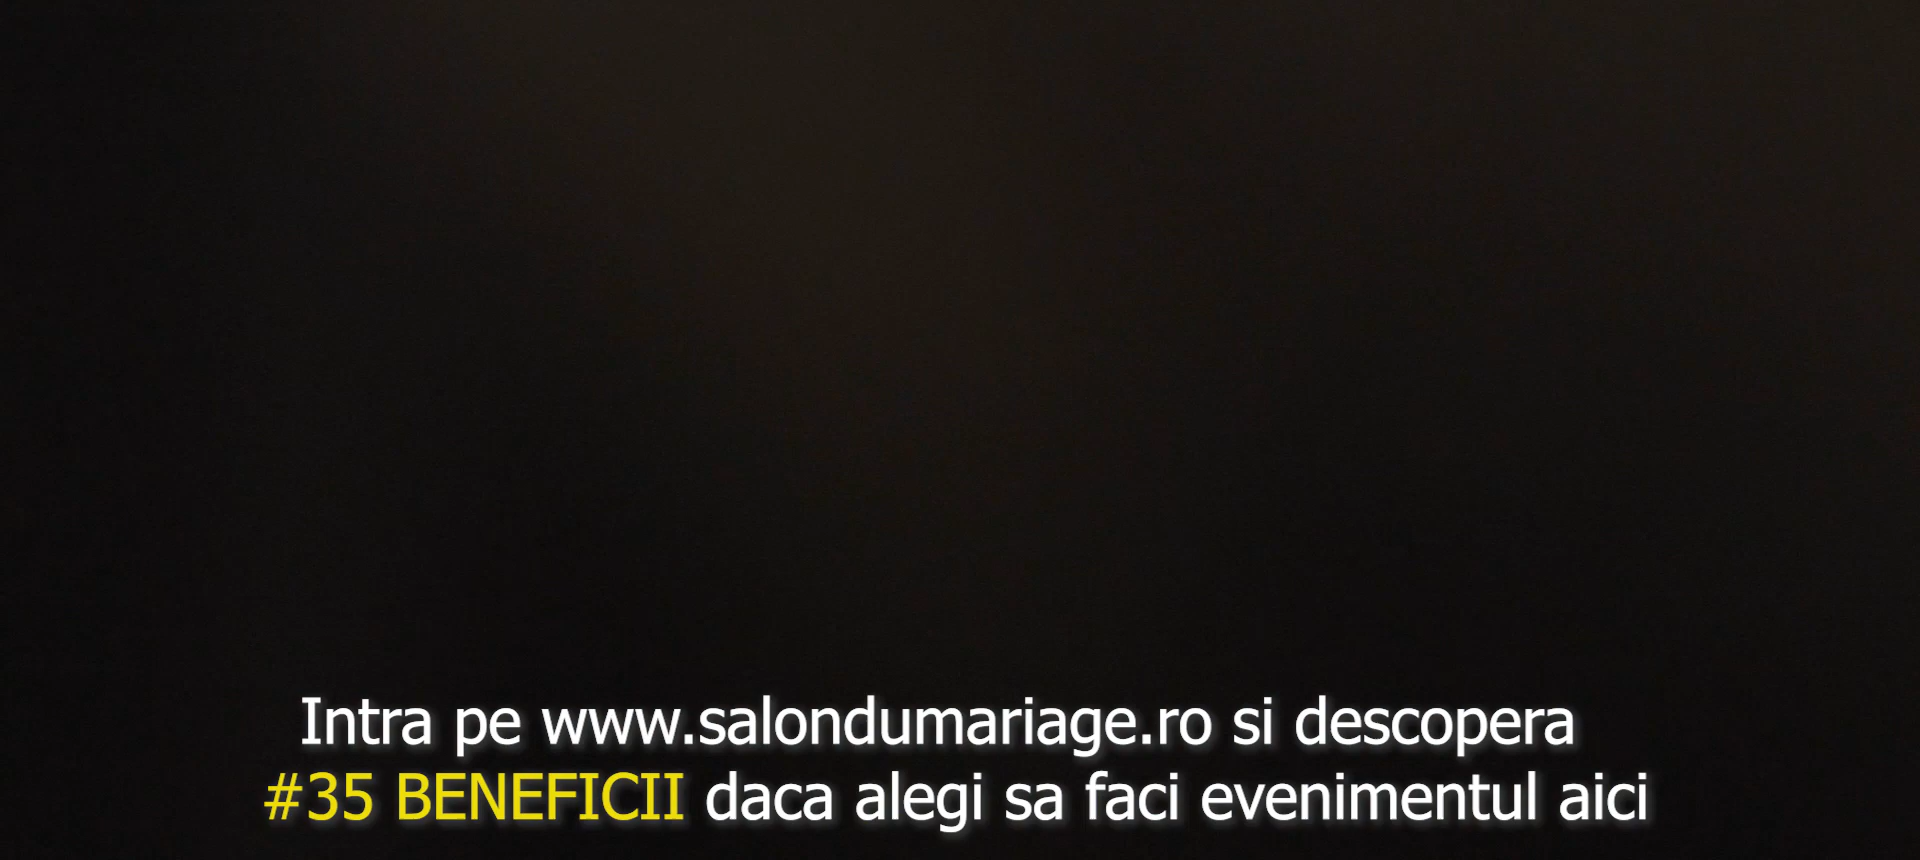 Intra pe www.salondumariage.ro si descopera
#35 BENEFICII daca alegi sa faci evenimentul aici